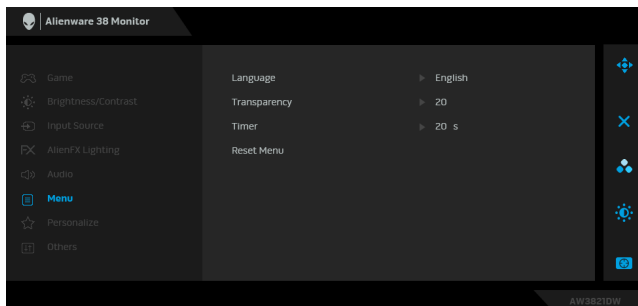 Alienware 38 Monitor
Game
Brightness/Contrast
Input Source
FX AlienFX Lighting
Audio
Menu
Personalize
Others
Language English
Transparency 20
Timer 20 s
Reset Menu
AW3821DW